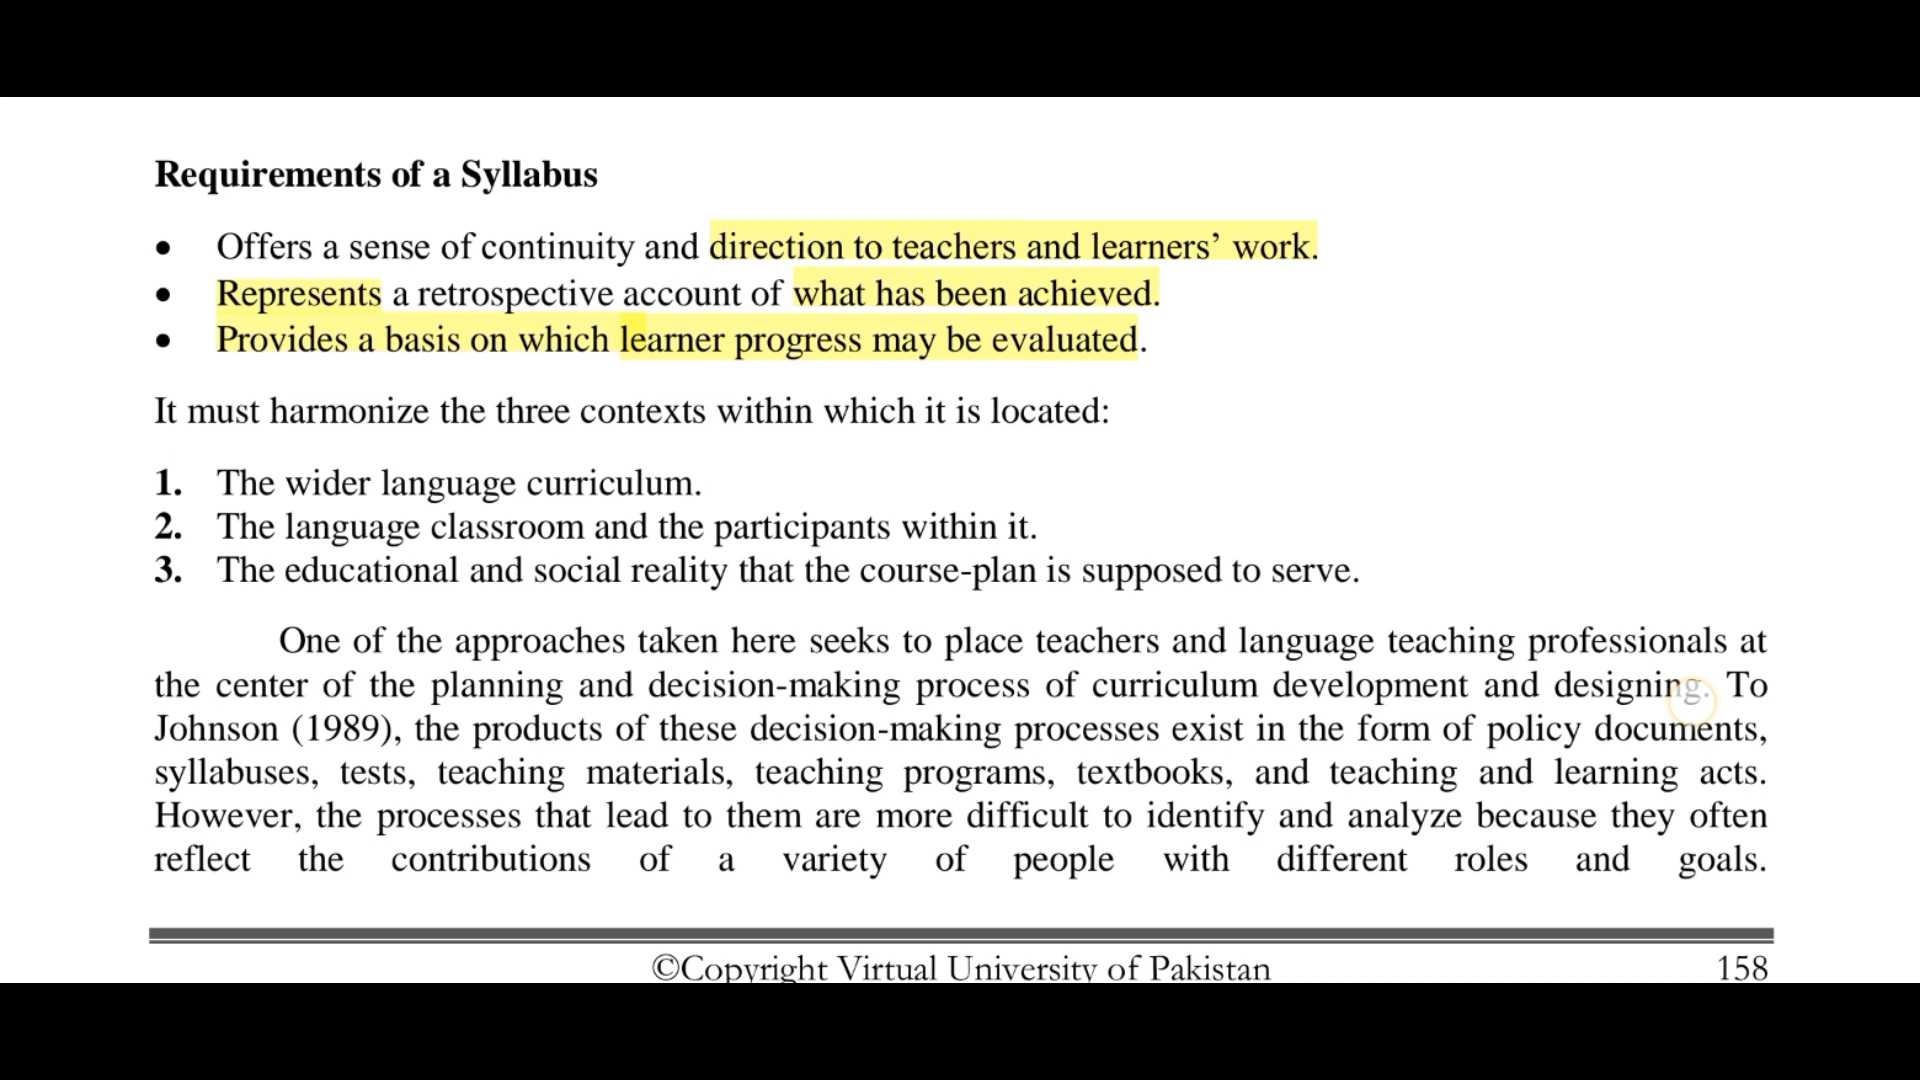 Requirements of a Syllabus
• Offers a sense of continuity and direction to teachers and learners’ work.
• Represents a retrospective account of what has been achieved.
• Provides a basis on which learner progress may be evaluated.
It must harmonize the three contexts within which it is located:
1. The wider language curriculum.
2. The language classroom and the participants within it.
3. The educational and social reality that the course-plan is supposed to serve.
One of the approaches taken here seeks to place teachers and language teaching professionals at
the center of the planning and decision-making process of curriculum development and designing. To
Johnson (1989), the products of these decision-making processes exist in the form of policy documents,
syllabuses, tests, teaching materials, teaching programs, textbooks, and teaching and learning acts.
However, the processes that lead to them are more difficult to identify and analyze because they often
reflect the contributions of a variety of people with different roles and goals.
©Copyright Virtual University of Pakistan 158